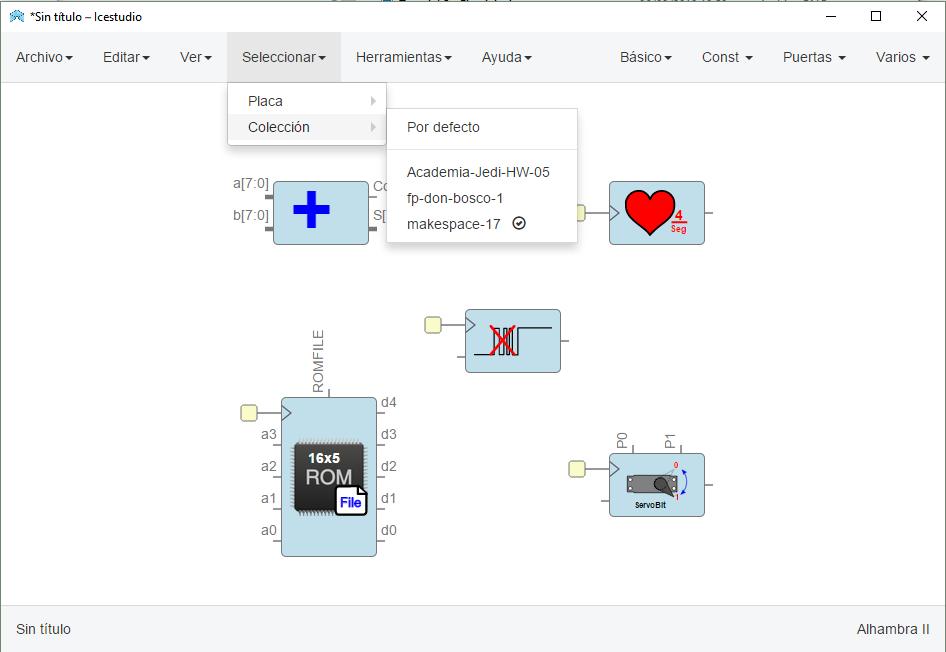 *Sin título – Icestudio
Archivo Editar Ver Seleccionar Herramientas Ayuda Básico Const Puertas Varios
Placa
Colección
Por defecto
Academia-Jedi-HW-05
fp-don-bosco-1
makespace-17
a[7:0]
b[7:0]
S[
4
Seg
ROMFILE
a3
a2
a1
a0
16x5
ROM
File
d4
d3
d2
d1
d0
P0 P1
0
1
ServoBit
Sin título Alhambra II